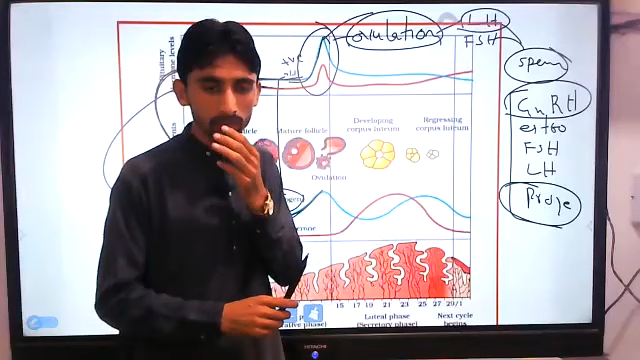 ovulation
LH
FSH
sperm
GnRH
estro
FSH
LH
Proge
Mature follicle
Developing
corpus luteum
Regressing
corpus luteum
Ovulation
15 17 19 21 23 25 27 29/1
Luteal phase
(Secretory phase)
Next cycle
begins
HITACHI